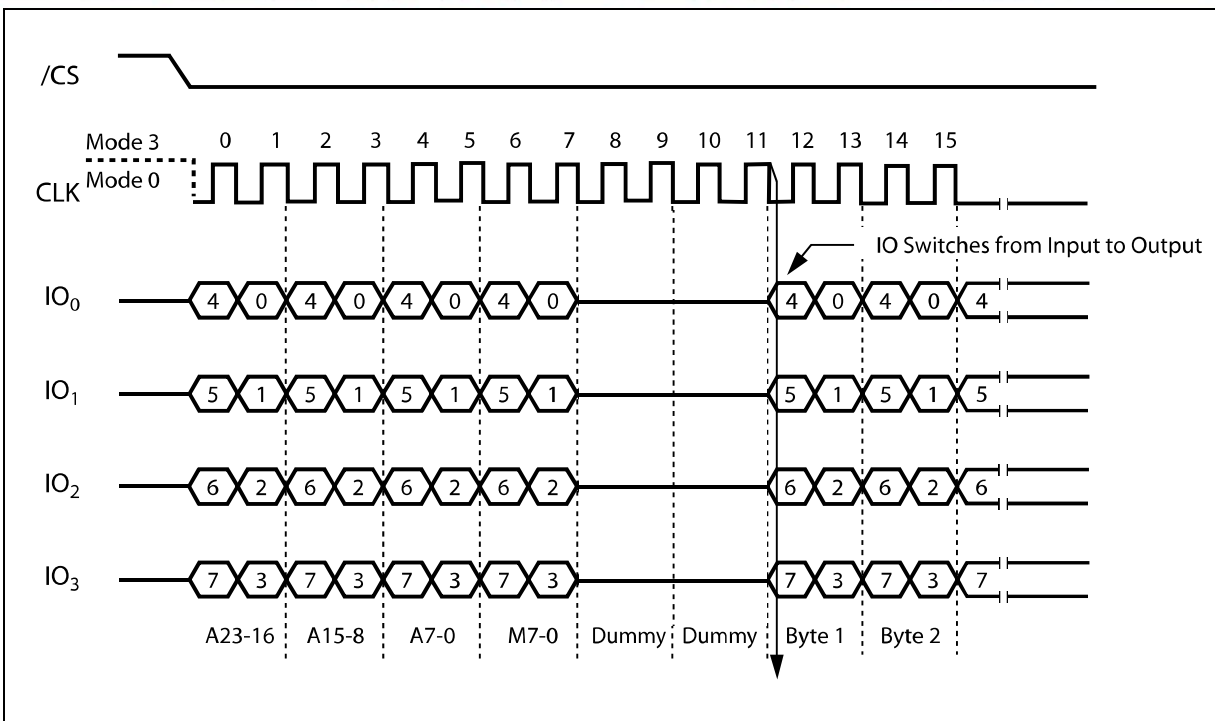 /CS
Mode 3
0 1 2 3 4 5 6 7 8 9 10 11 12 13 14 15
Mode 0
CLK
IO Switches from Input to Output
IO0 4 0 4 0 4 0 4 0 4 0 4 0 4
IO1 5 1 5 1 5 1 5 1 5 1 5 1 5
IO2 6 2 6 2 6 2 6 2 6 2 6 2 6
IO3 7 3 7 3 7 3 7 3 7 3 7 3 7
A23-16 A15-8 A7-0 M7-0 Dummy Dummy Byte 1 Byte 2